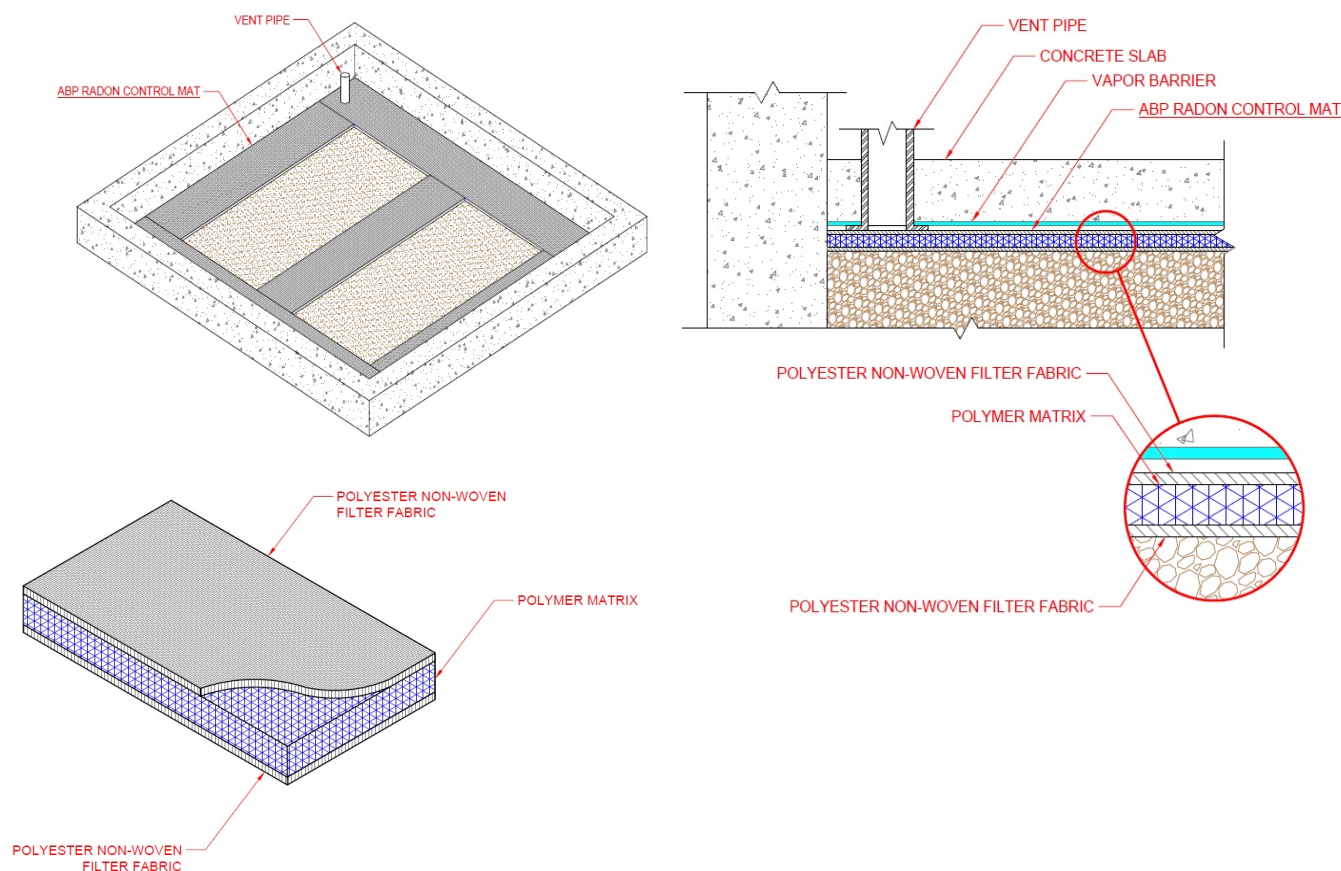 VENT PIPE
ABP RADON CONTROL MAT
VENT PIPE
CONCRETE SLAB
VAPOR BARRIER
ABP RADON CONTROL MAT
POLYESTER NON-WOVEN FILTER FABRIC
POLYMER MATRIX
POLYESTER NON-WOVEN FILTER FABRIC
POLYESTER NON-WOVEN
FILTER FABRIC
POLYMER MATRIX
POLYESTER NON-WOVEN
FILTER FABRIC